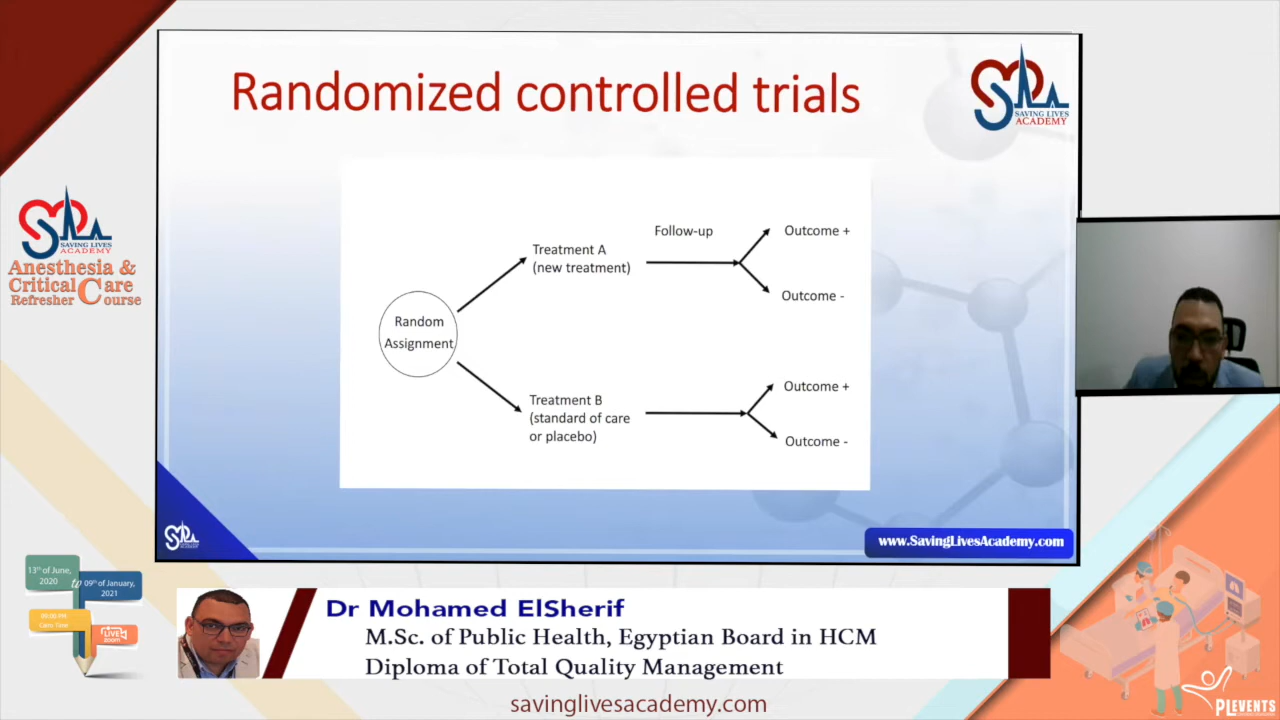 Randomized controlled trials
SAVING LIVES
ACADEMY
Random
Assignment
Treatment A
(new treatment)
Follow-up
Outcome +
Outcome -
Treatment B
(standard of care
or placebo)
Outcome +
Outcome -
www.SavingLivesAcademy.com
SAVING LIVES
ACADEMY
Anesthesia &
Critical Care
Refresher Course
13th of June,
2020
to
09th of January,
2021
LIVE
zoom
Dr Mohamed ElSherif
M.Sc. of Public Health, Egyptian Board in HCM
Diploma of Total Quality Management
savinglivesacademy.com
PLEVENTS